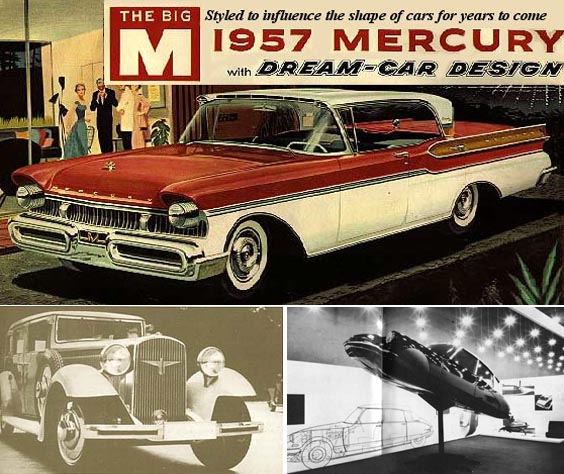 THE BIG
M
Styled to influence the shape of cars for years to come
1957 MERCURY
with DREAM-CAR DESIGN
MERCURY